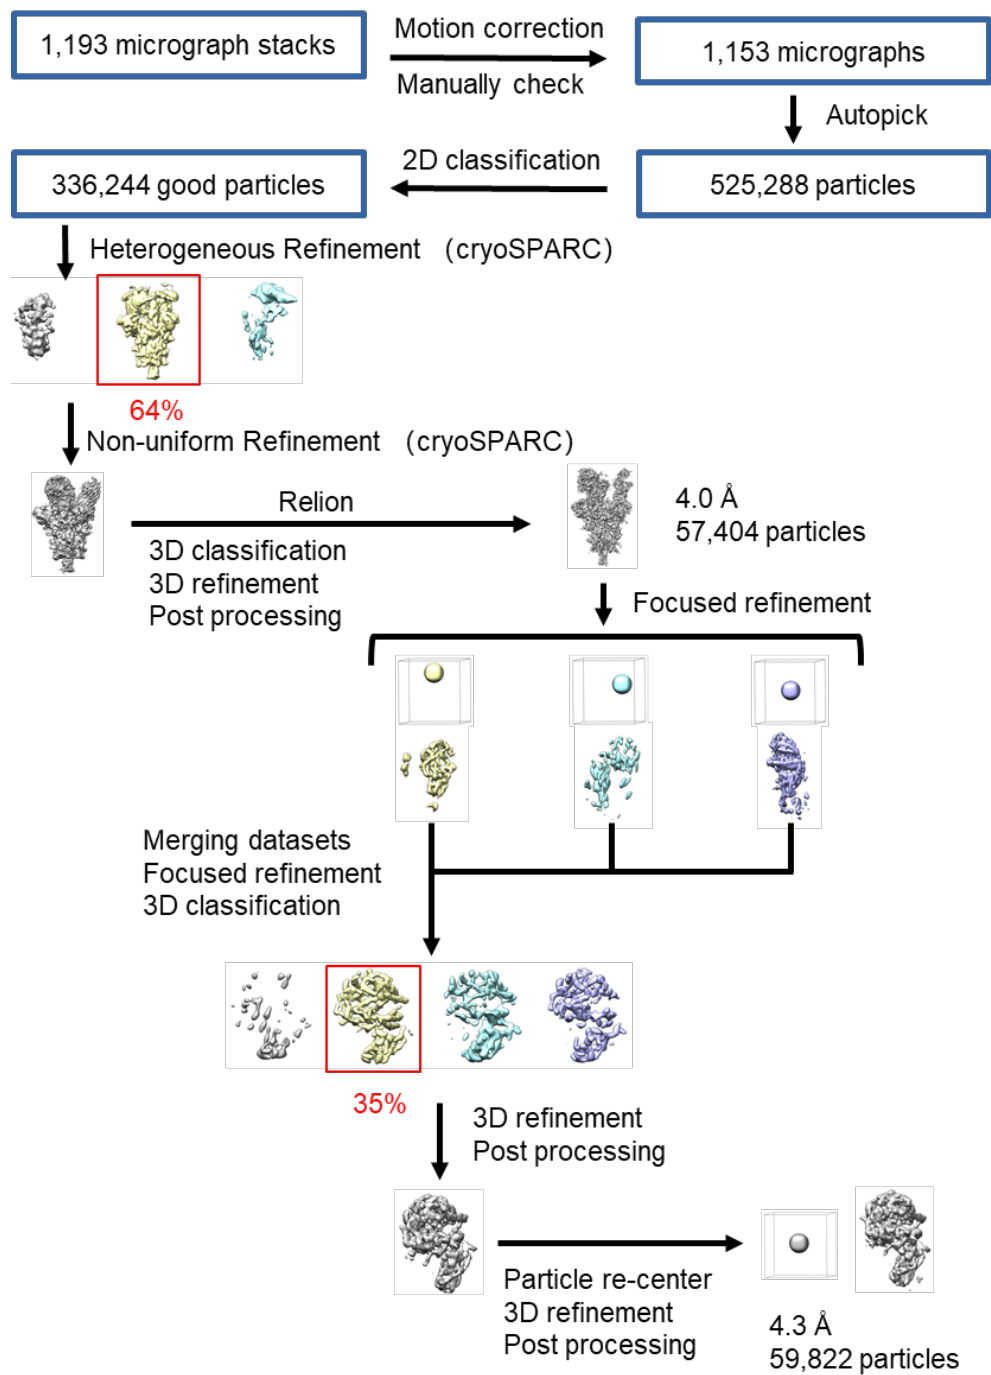 1,193 micrograph stacks
Motion correction
Manually check
1,153 micrographs
Autopick
525,288 particles
2D classification
336,244 good particles
Heterogeneous Refinement (cryoSPARC)
64%
Non-uniform Refinement (cryoSPARC)
Relion
3D classification
3D refinement
Post processing
4.0 Å
57,404 particles
Focused refinement
Merging datasets
Focused refinement
3D classification
35%
3D refinement
Post processing
Particle re-center
3D refinement
Post processing
4.3 Å
59,822 particles